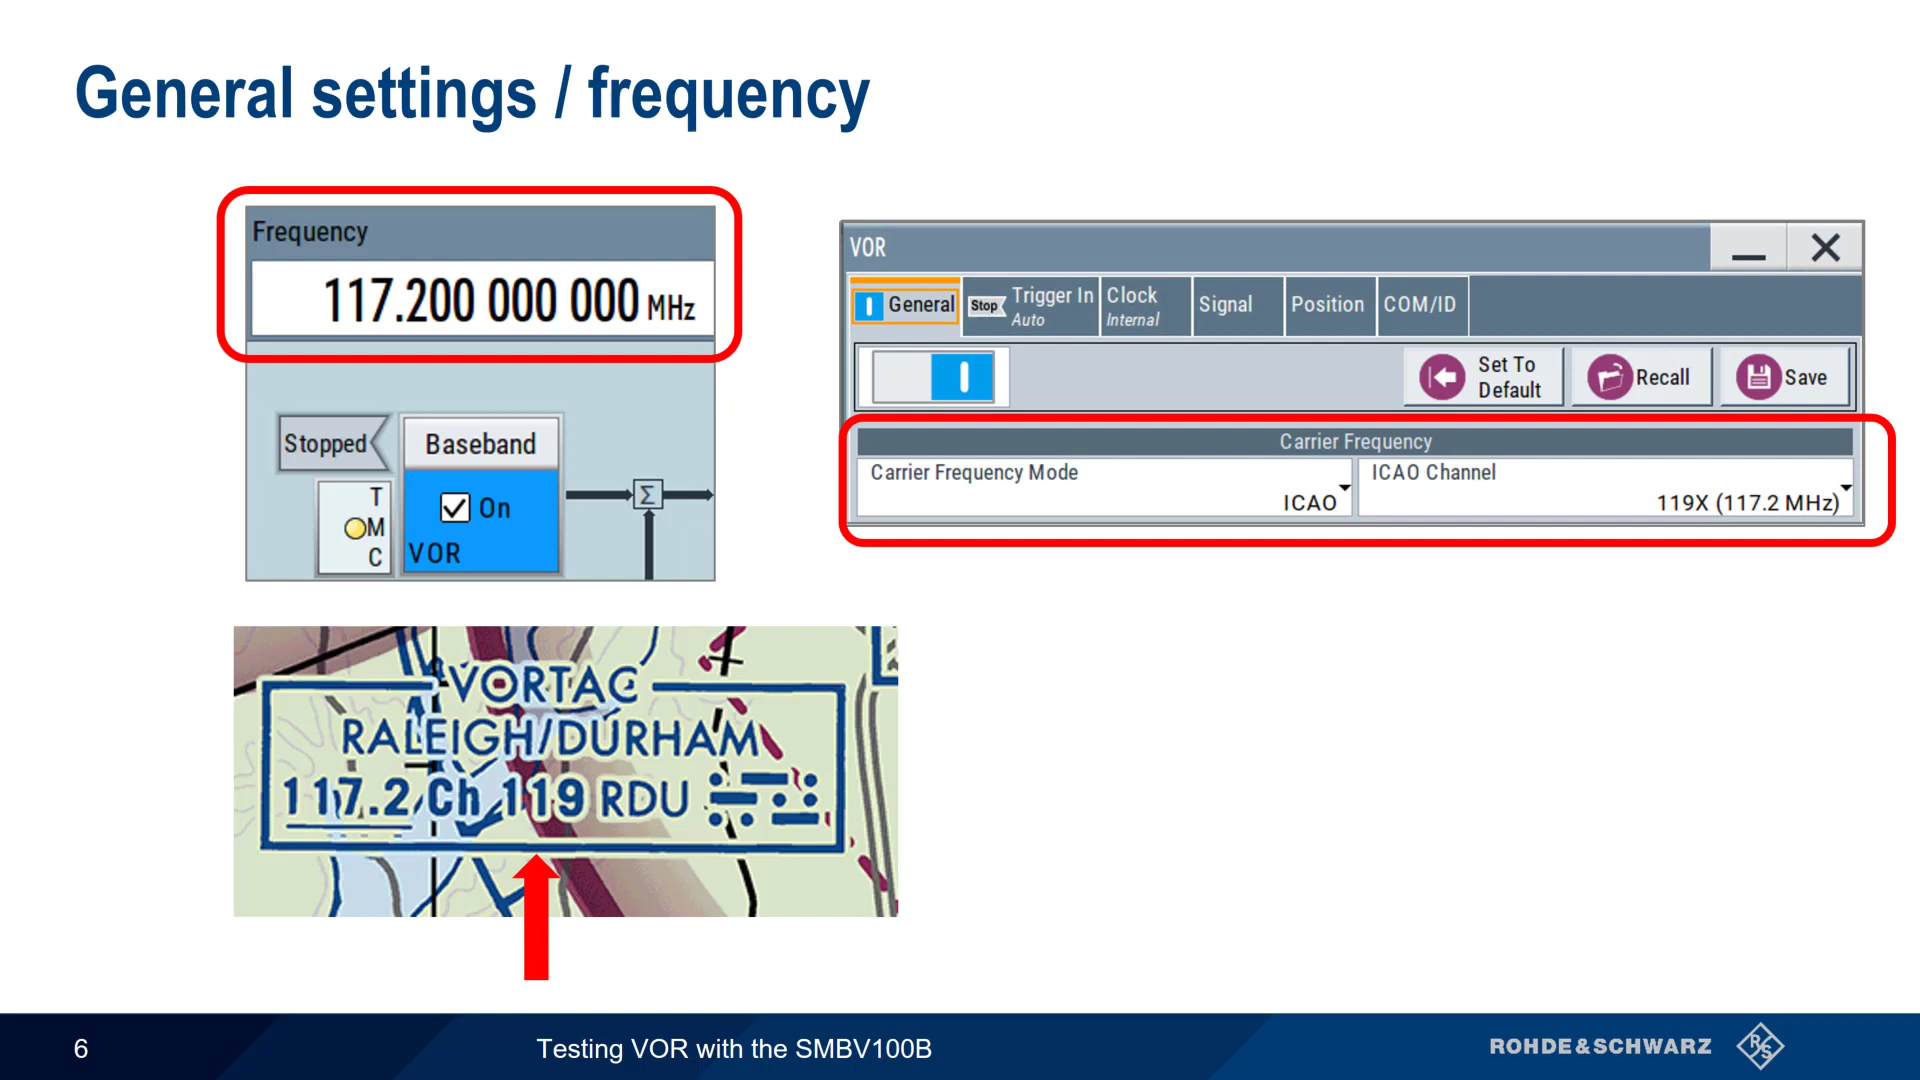 General settings / frequency
Frequency
117.200 000 000 MHz
Stopped
Baseband
T
M
C
On
VOR
Σ
VOR
General
Stop
Trigger In
Auto
Clock
Internal
Signal
Position
COM/ID
Set To
Default
Recall
Save
Carrier Frequency
Carrier Frequency Mode
ICAO
ICAO Channel
119X (117.2 MHz)
VORTAC
RALEIGH/DURHAM
117.2 Ch 119 RDU
6
Testing VOR with the SMBV100B
ROHDE&SCHWARZ
R&S